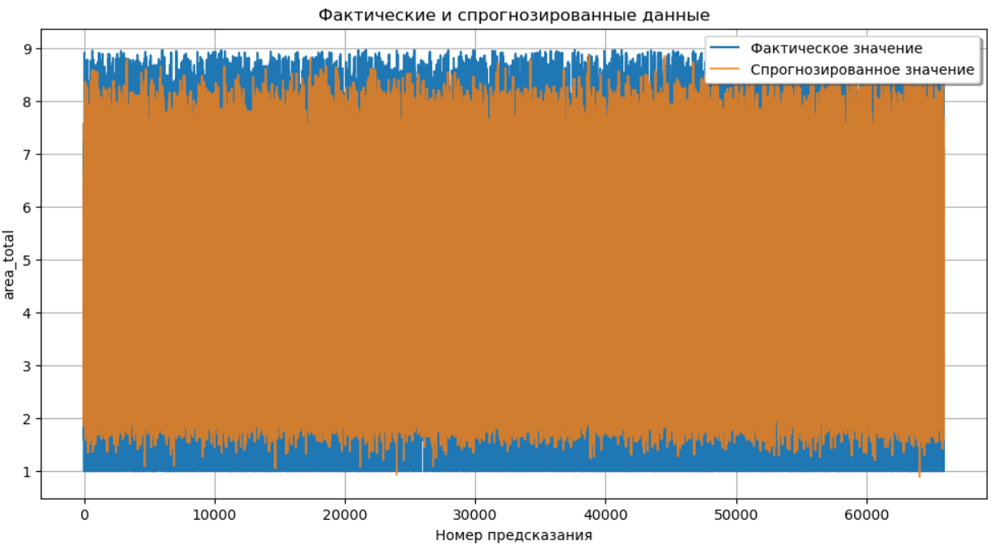 Фактические и спрогнозированные данные
Фактическое значение
Спрогнозированное значение
9
8
7
6
5
4
3
2
1
area_total
0 10000 20000 30000 40000 50000 60000
Номер предсказания